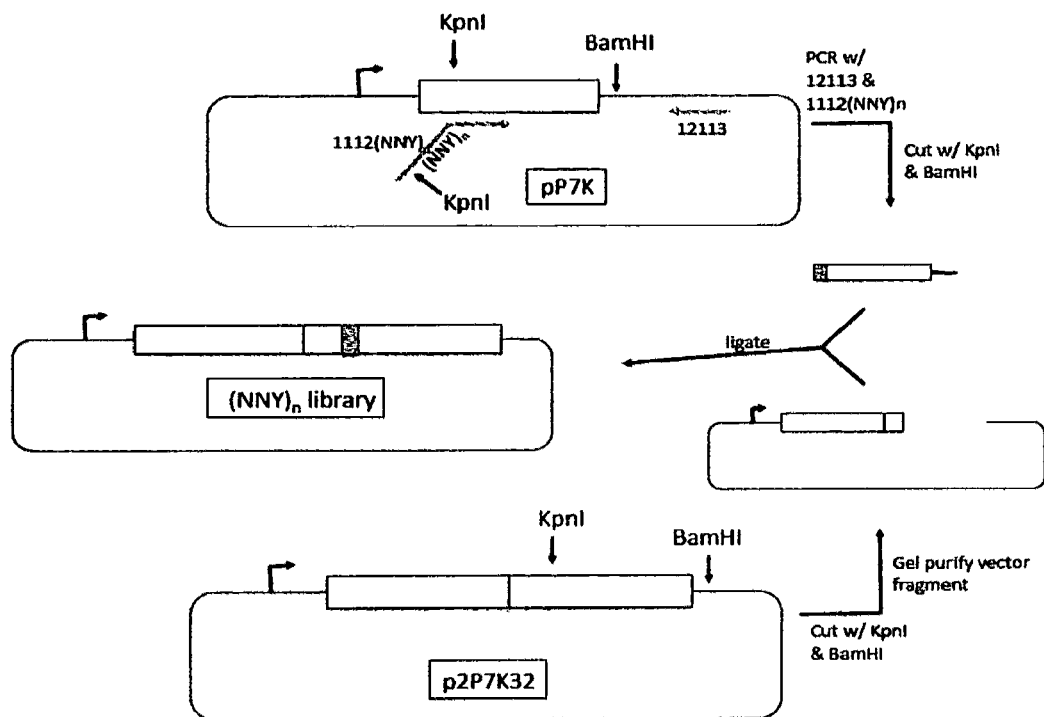 KpnI
BamHI
PCR w/
12113 &
1112(NNY)n
1112(NNY)n
(NNY)n
12113
KpnI
pP7K
Cut w/ KpnI
& BamHI
ligate
(NNY)n library
KpnI
BamHI
Gel purify vector
fragment
Cut w/ KpnI
& BamHI
p2P7K32